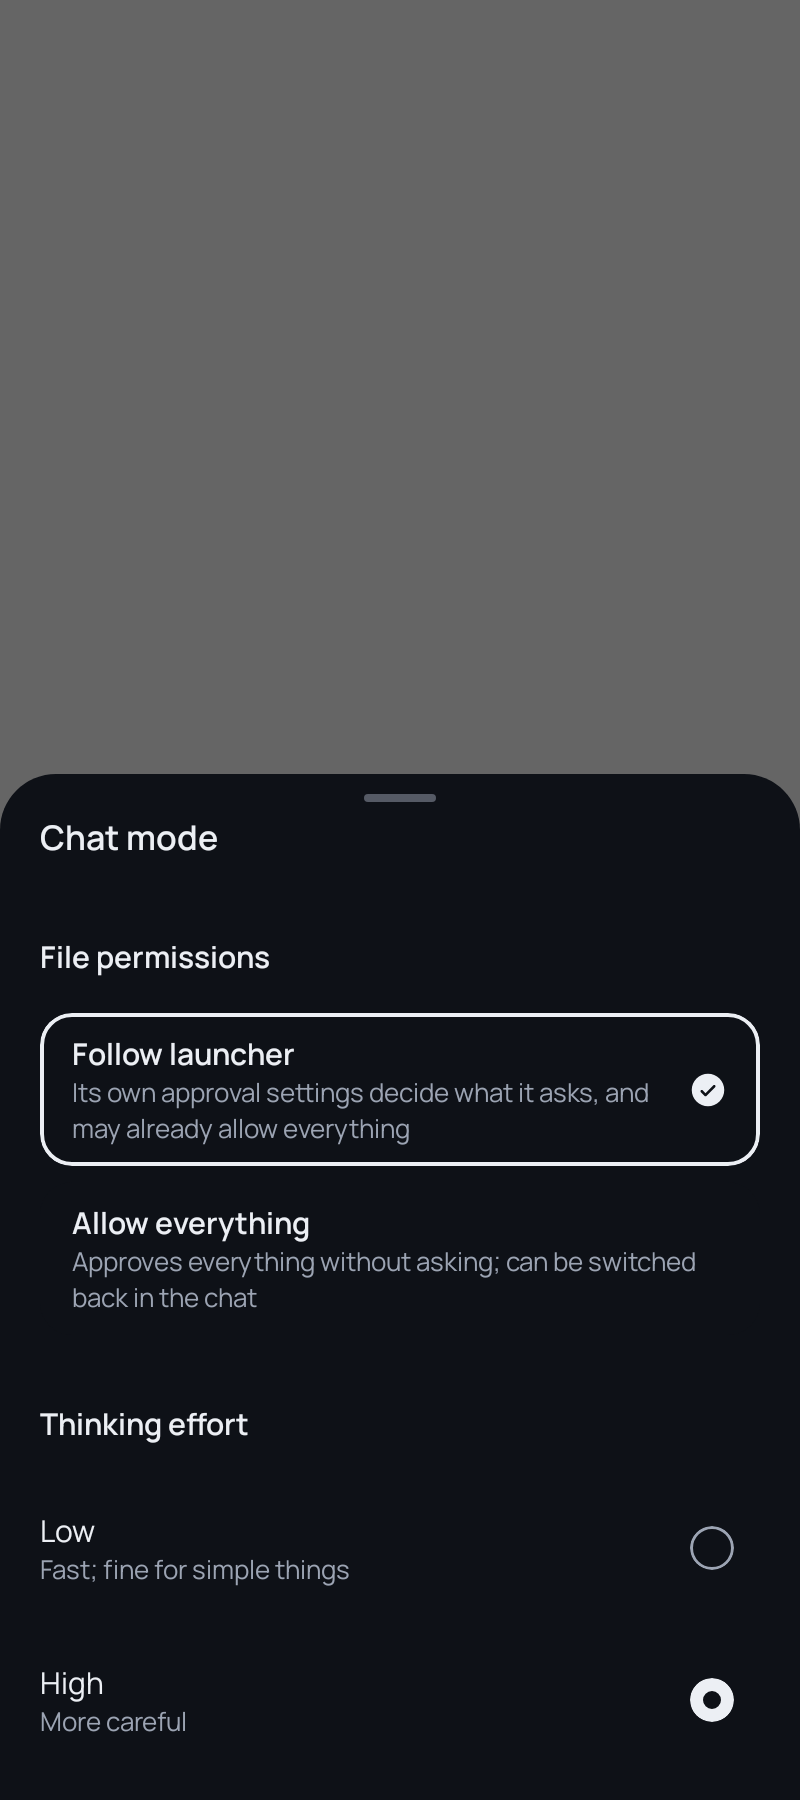 Chat mode
File permissions
Follow launcher
Its own approval settings decide what it asks, and
may already allow everything
Allow everything
Approves everything without asking; can be switched
back in the chat
Thinking effort
Low
Fast; fine for simple things
High
More careful